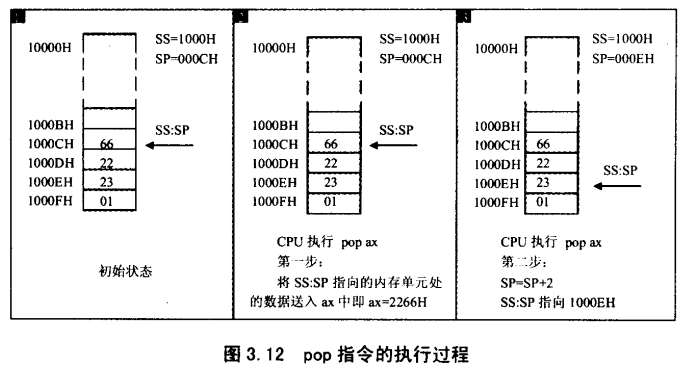 10000H
SS=1000H
SP=000CH
1000BH
1000CH 66 SS:SP
1000DH 22
1000EH 23
1000FH 01
初始状态
10000H
SS=1000H
SP=000CH
1000BH
1000CH 66 SS:SP
1000DH 22
1000EH 23
1000FH 01
CPU 执行 pop ax
第一步:
将 SS:SP 指向的内存单元处
的数据送入 ax 中即 ax=2266H
10000H
SS=1000H
SP=000EH
1000BH
1000CH 66
1000DH 22
1000EH 23 SS:SP
1000FH 01
CPU 执行 pop ax
第二步:
SP=SP+2
SS:SP 指向 1000EH
图 3.12 pop 指令的执行过程